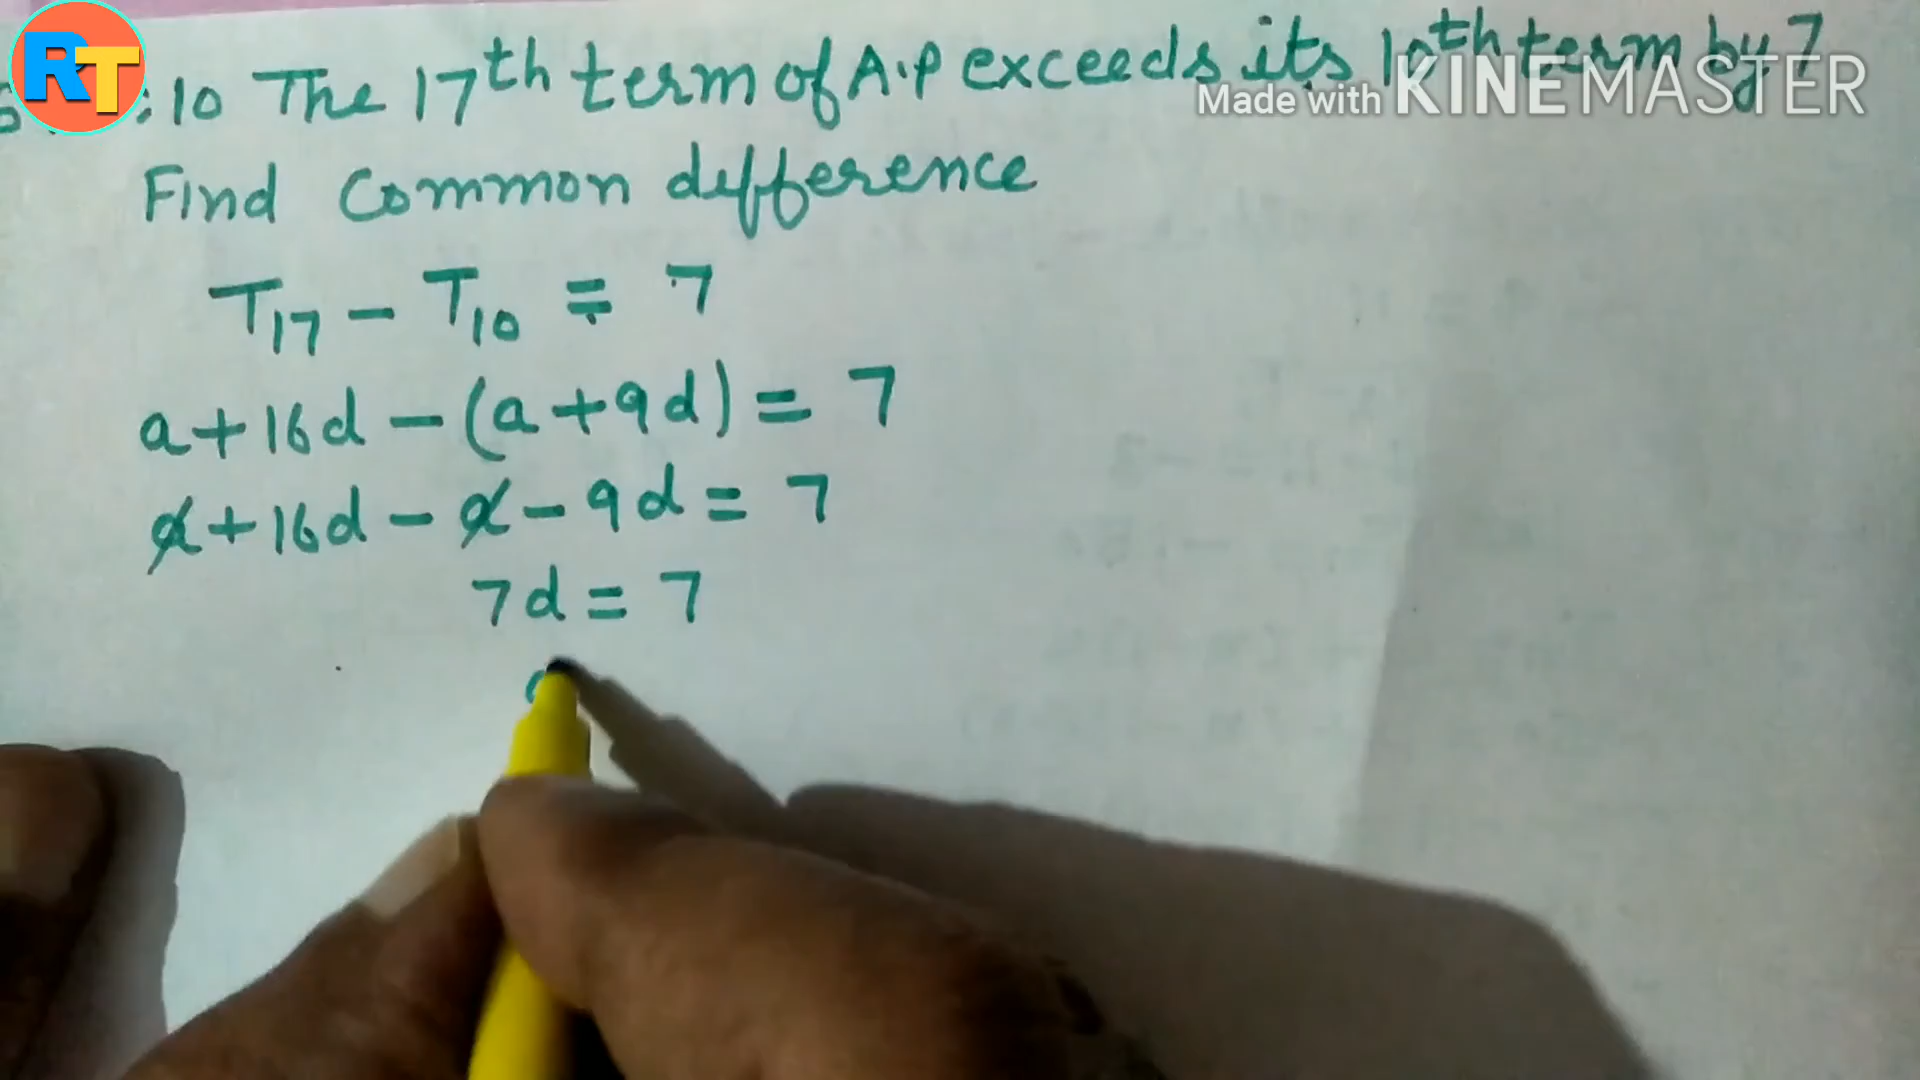 RT
:10 The 17th term of A.P exceeds its 10th term by 7
Made with KINEMASTER
Find Common difference
T17 - T10 = 7
a+16d - (a+9d) = 7
a+16d - a - 9d = 7
7d = 7